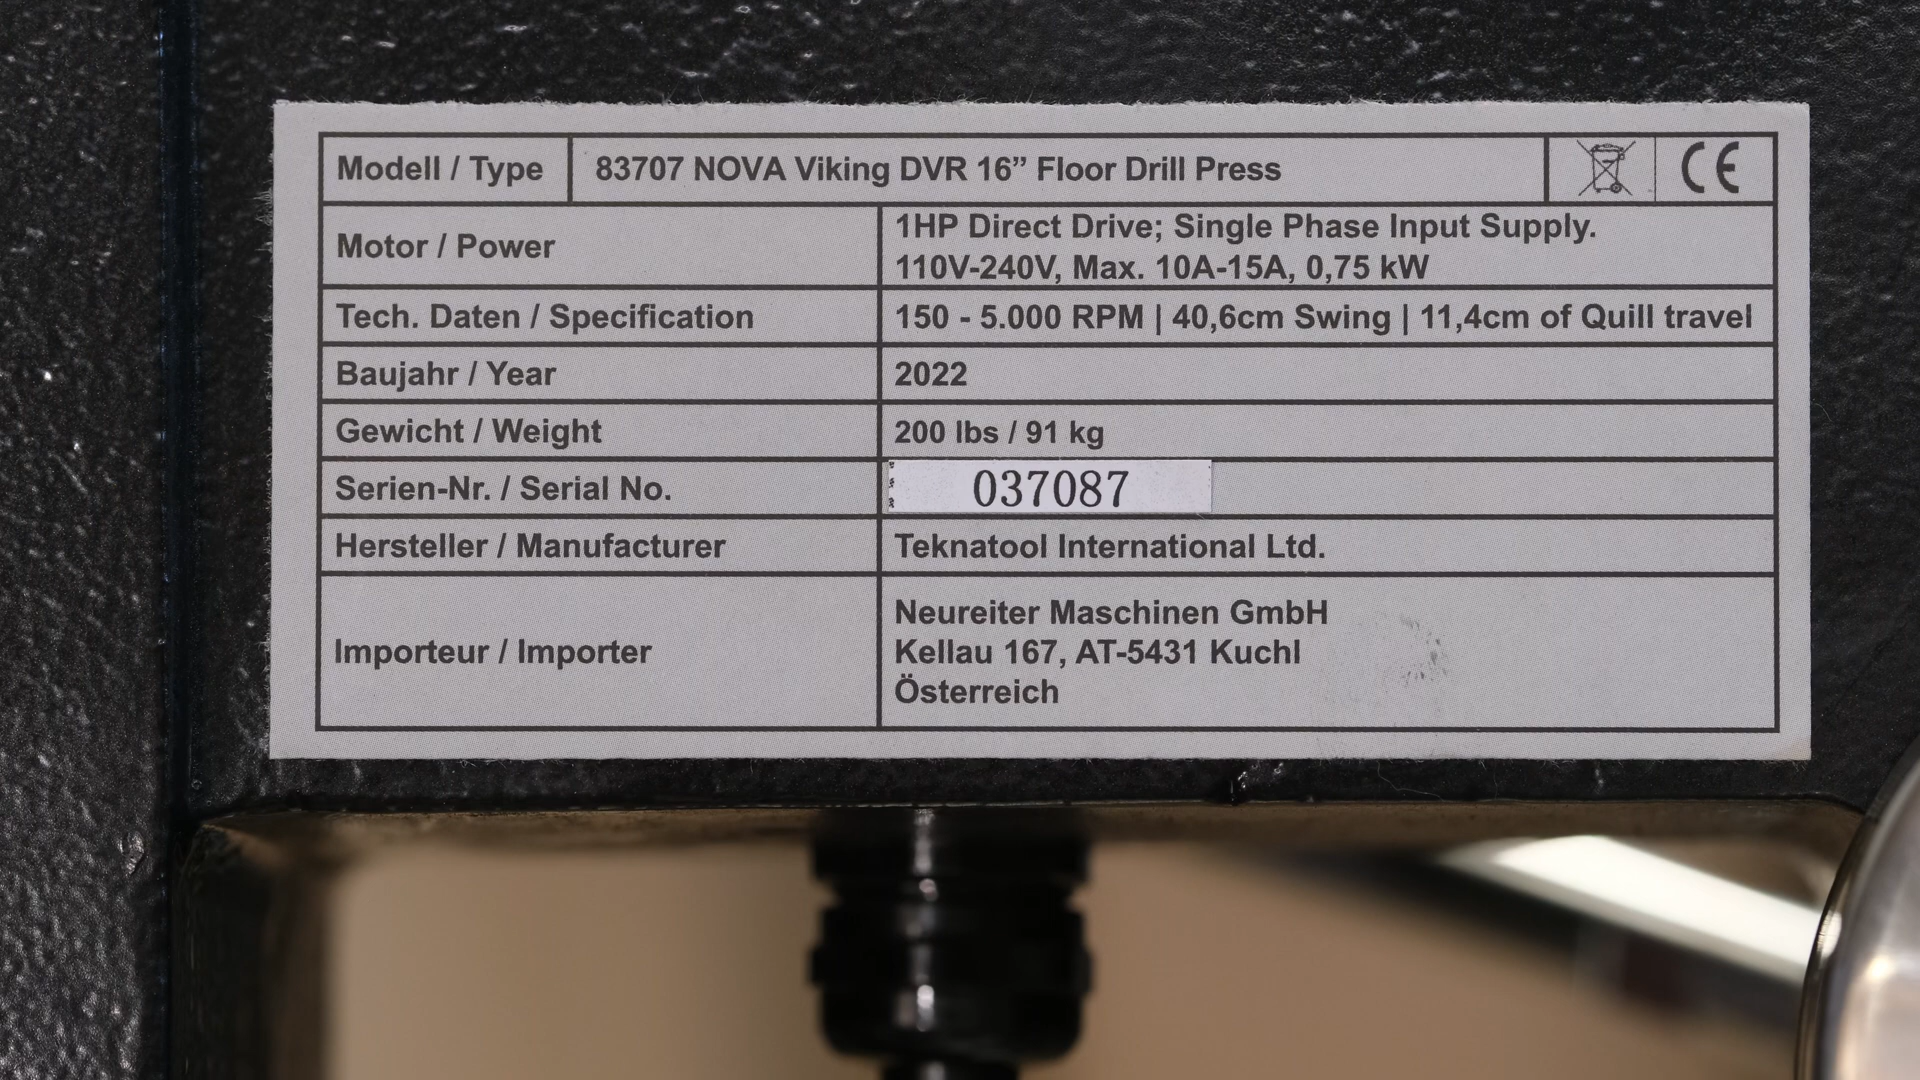 Modell / Type 83707 NOVA Viking DVR 16” Floor Drill Press CE
Motor / Power 1HP Direct Drive; Single Phase Input Supply.
110V-240V, Max. 10A-15A, 0,75 kW
Tech. Daten / Specification 150 - 5.000 RPM | 40,6cm Swing | 11,4cm of Quill travel
Baujahr / Year 2022
Gewicht / Weight 200 lbs / 91 kg
Serien-Nr. / Serial No. 037087
Hersteller / Manufacturer Teknatool International Ltd.
Importeur / Importer Neureiter Maschinen GmbH
Kellau 167, AT-5431 Kuchl
Österreich